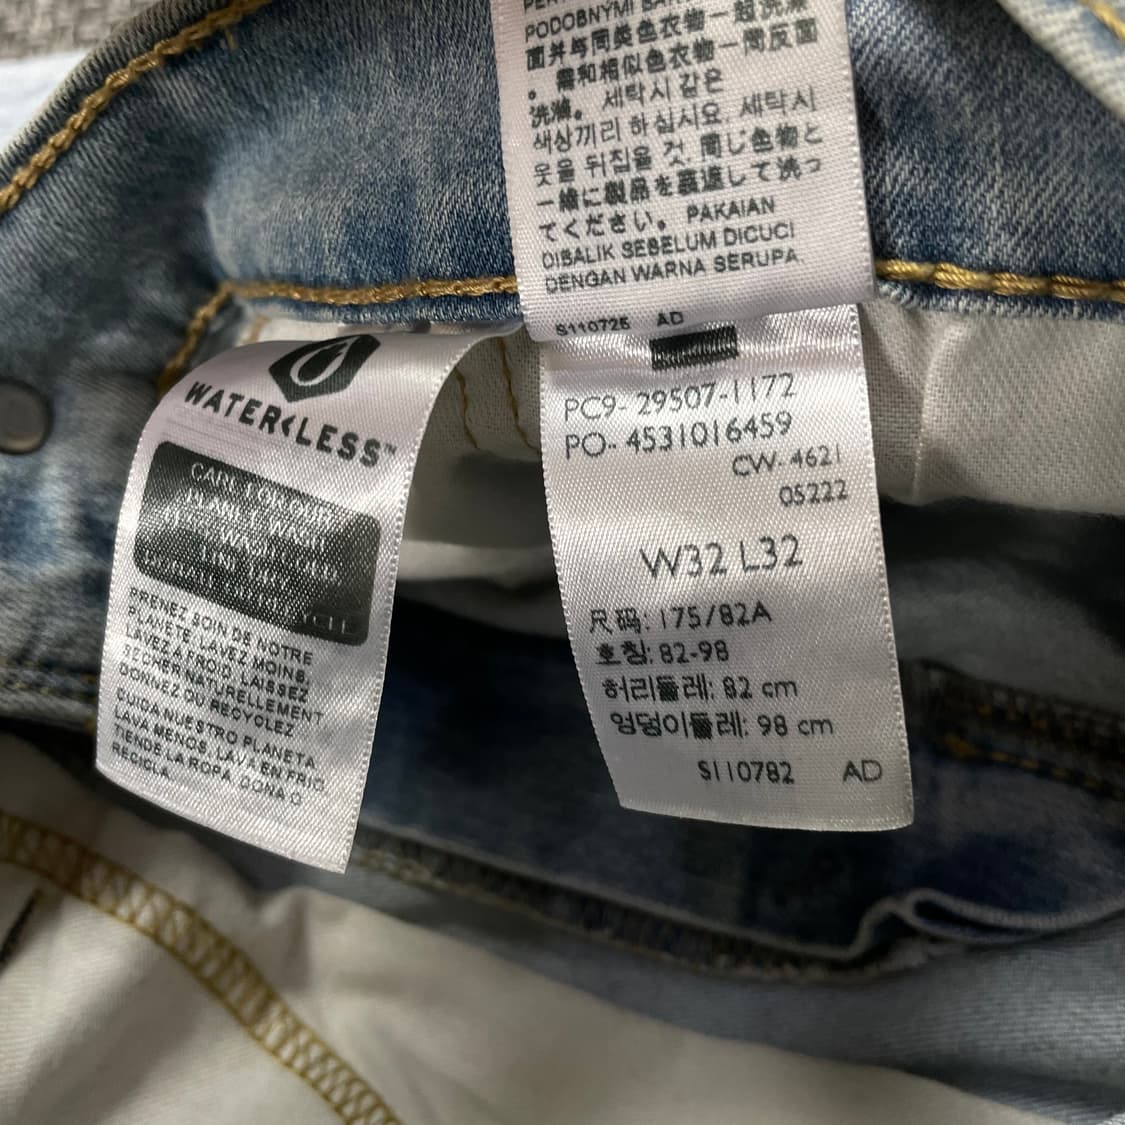 PODOBNYMI
面并与同类色衣物一起洗涤
。需和相似色衣物一同反面
洗滌。 세탁시 같은
색상끼리 하십시요. 세탁시
옷을 뒤집을 것. 同じ色物と
一緒に製品を裏返して洗っ
てください。 PAKAIAN
DIBALIK SEBELUM DICUCI
DENGAN WARNA SERUPA.
S110725 AD
WATER<LESS™
PRENEZ SOIN DE NOTRE
PLANÈTE LAVEZ MOINS,
LAVEZ À FROID, LAISSEZ
SÉCHER NATURELLEMENT
DONNEZ OU RECYCLEZ
CUIDA NUESTRO PLANETA
LAVA MENOS, LAVA EN FRIO
TIENDE LA ROPA, DONA O
RECICLA
PC9- 29507-1172
PO- 4531016459
CW- 4621
05222
W32 L32
尺码: 175/82A
호칭: 82-98
허리둘레: 82 cm
엉덩이둘레: 98 cm
S110782 AD